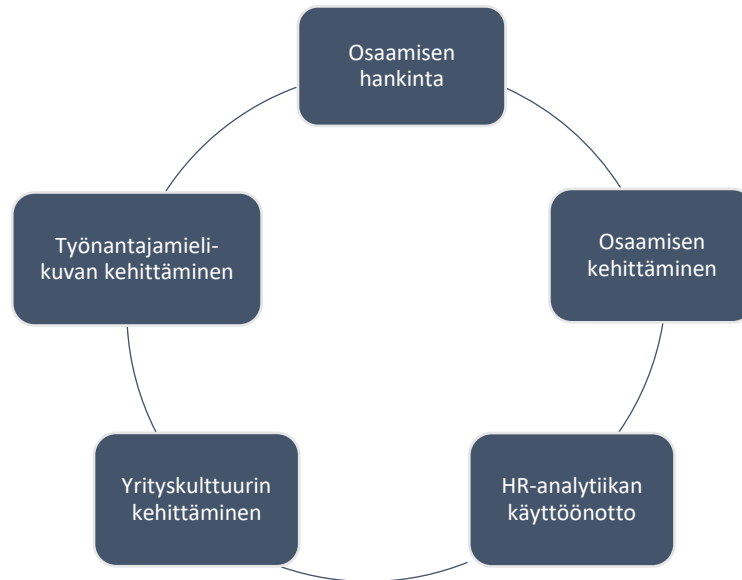 Osaamisen
hankinta
Osaamisen
kehittäminen
HR-analytiikan
käyttöönotto
Yrityskulttuurin
kehittäminen
Työnantajamieli-
kuvan kehittäminen